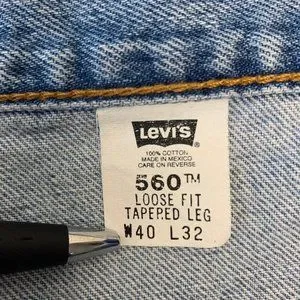 LEVI'S
®
100% COTTON
MADE IN MEXICO
CARE ON REVERSE
560™
LOOSE FIT
TAPERED LEG
W40 L32